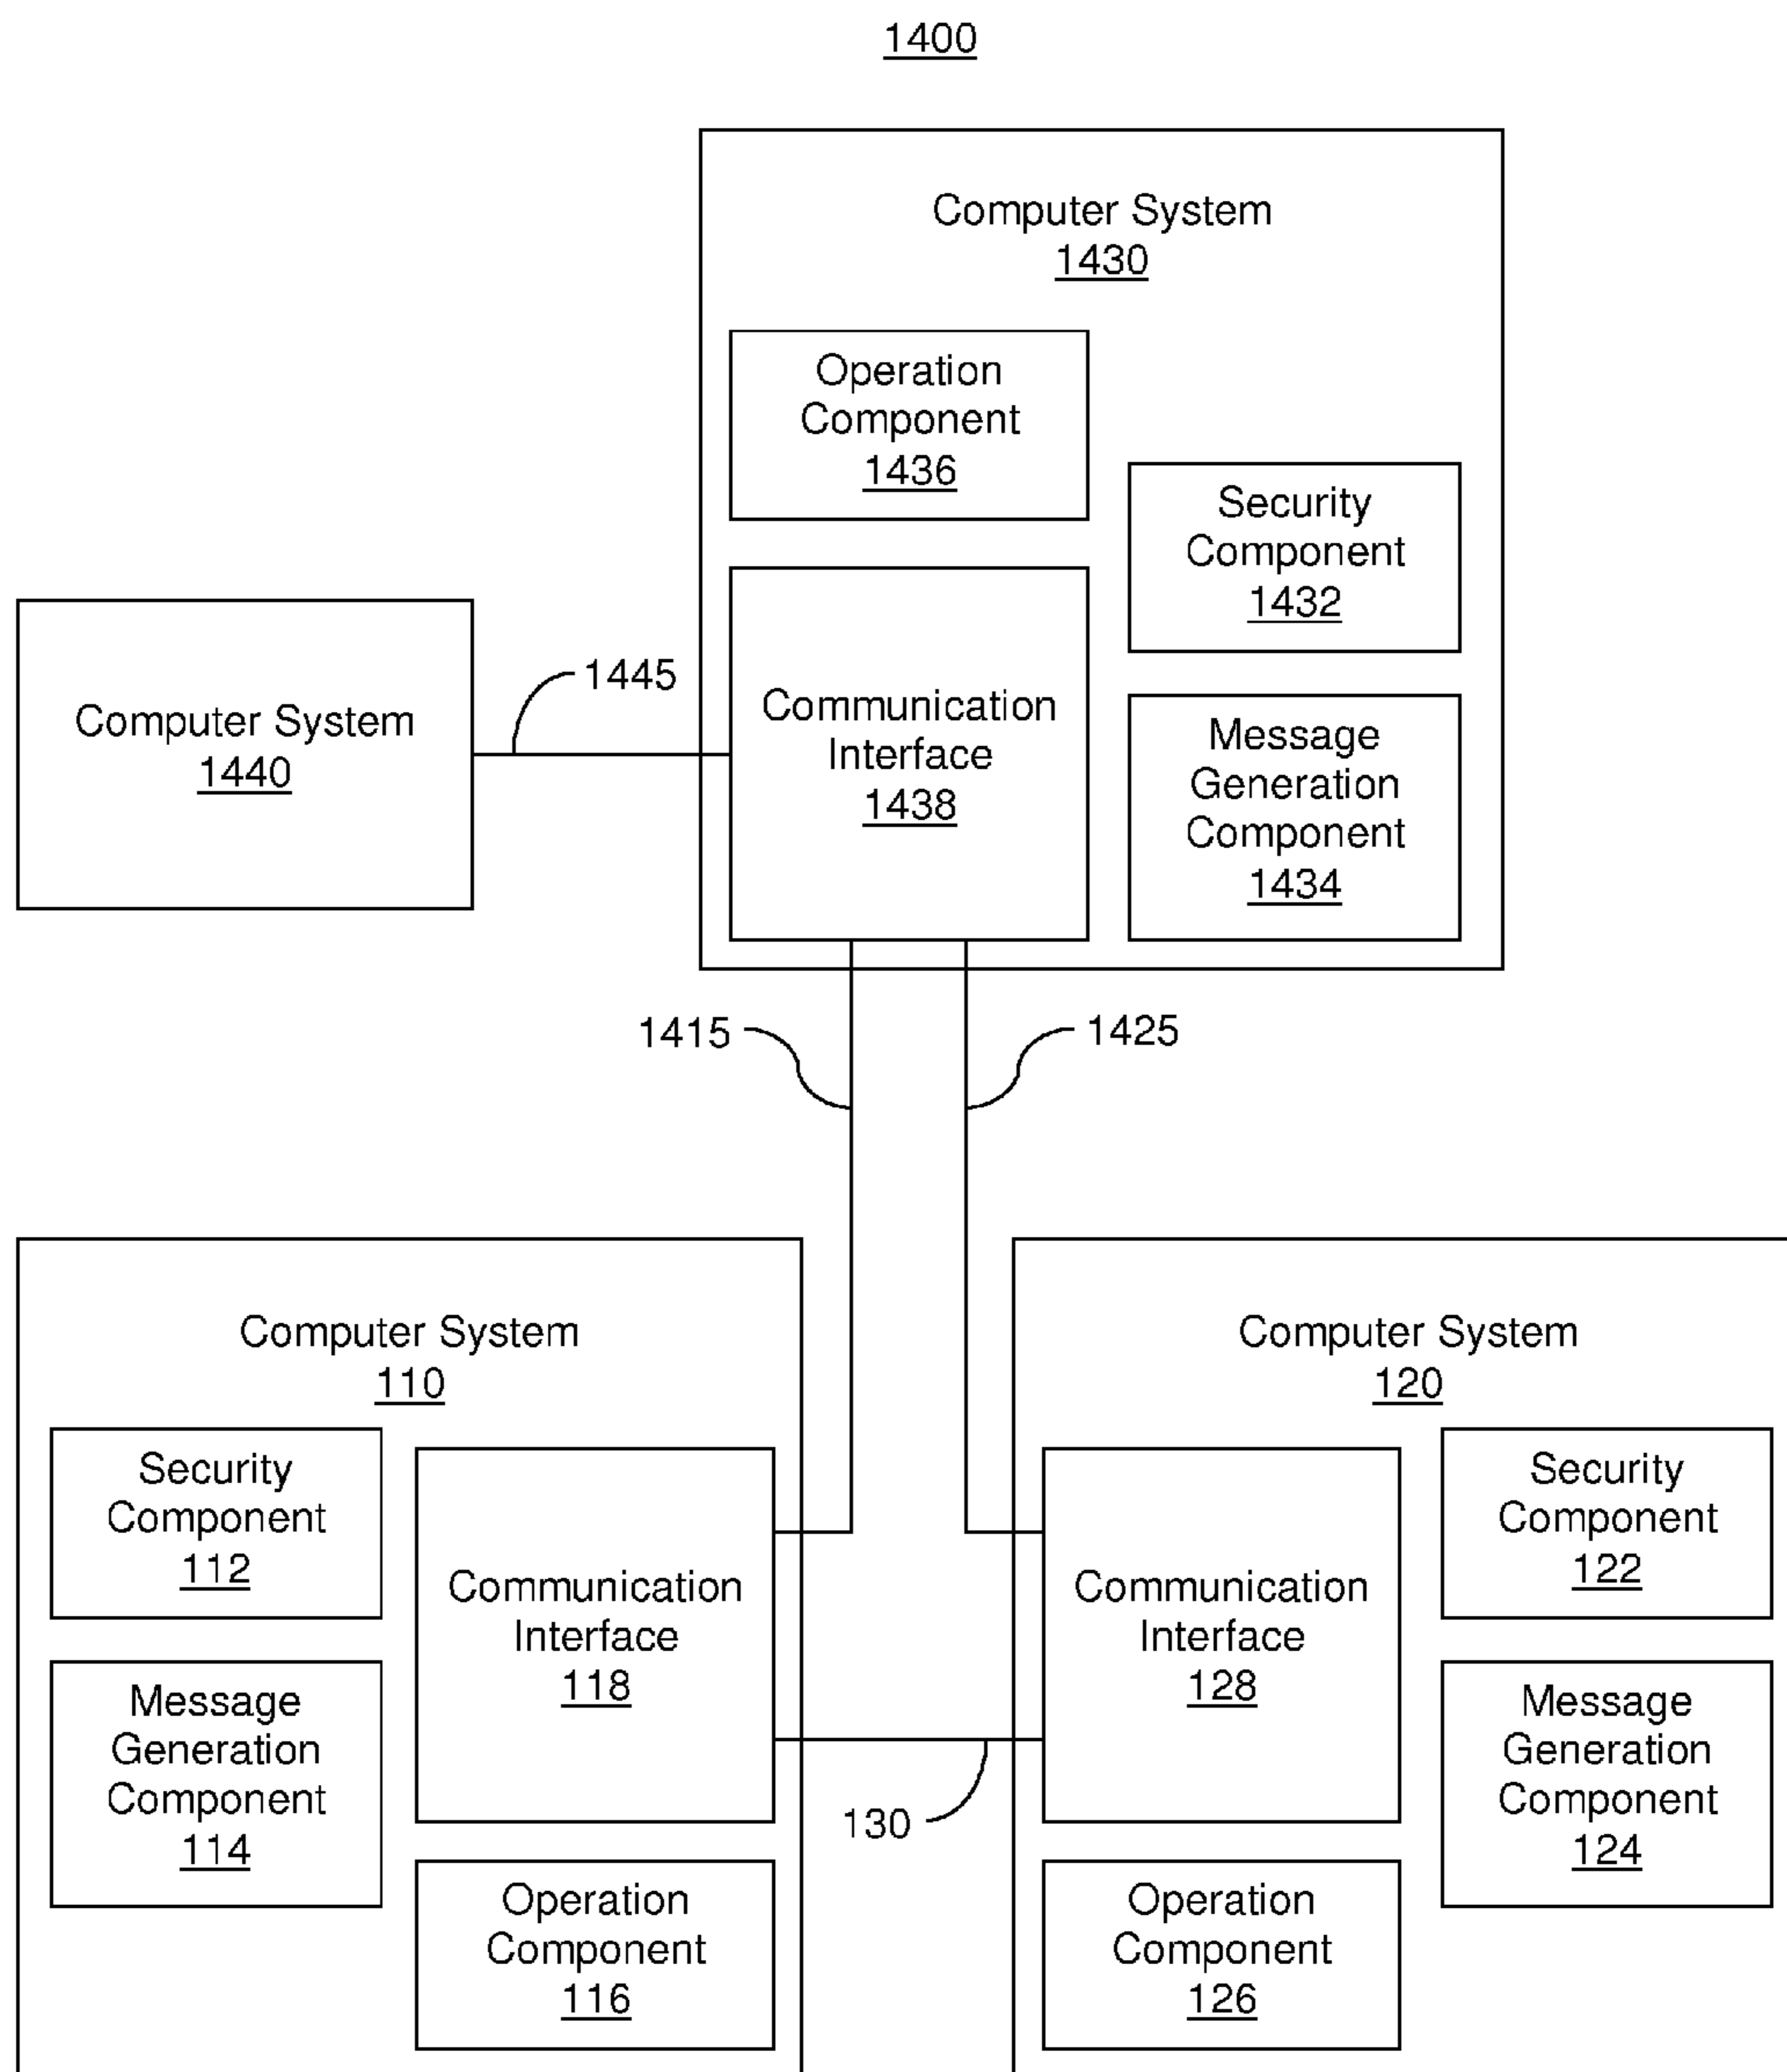 1400
Computer System
1430
Operation
Component
1436
Security
Component
1432
Communication
Interface
1438
Message
Generation
Component
1434
Computer System
1440
1445
1415
1425
Computer System
110
Security
Component
112
Message
Generation
Component
114
Communication
Interface
118
Operation
Component
116
130
Computer System
120
Communication
Interface
128
Security
Component
122
Message
Generation
Component
124
Operation
Component
126